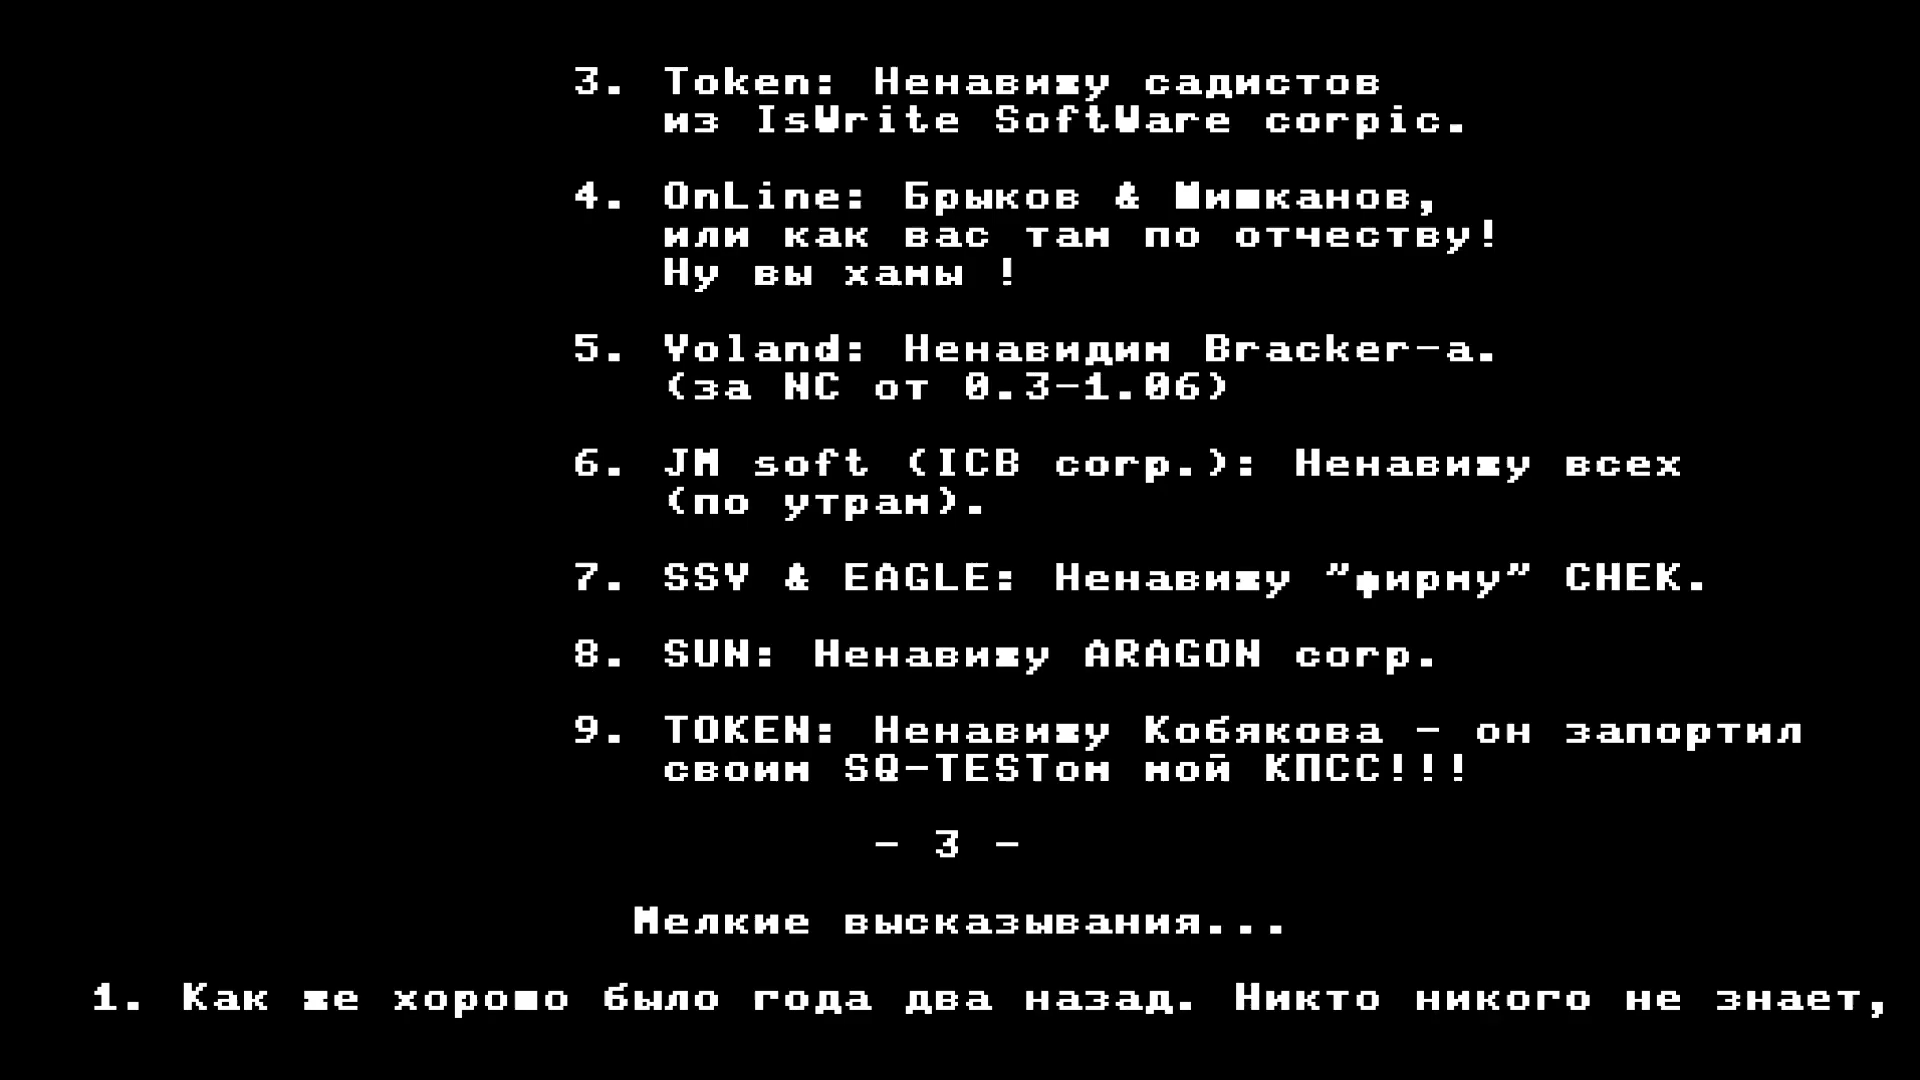 3. Token: Ненавижу садистов
из IsWrite SoftWare corpic.
4. OnLine: Брыков & Мишканов,
или как вас там по отчеству!
Ну вы хамы !
5. Voland: Ненавидим Bracker-а.
(за NC от 0.3-1.06)
6. JM soft (ICB corp.): Ненавижу всех
(по утрам).
7. SSV & EAGLE: Ненавижу "фирму" CHEK.
8. SUN: Ненавижу ARAGON corp.
9. TOKEN: Ненавижу Кобякова - он запортил
своим SQ-TESTом мой КПСС!!!
- 3 -
Мелкие высказывания...
1. Как же хорошо было года два назад. Никто никого не знает,